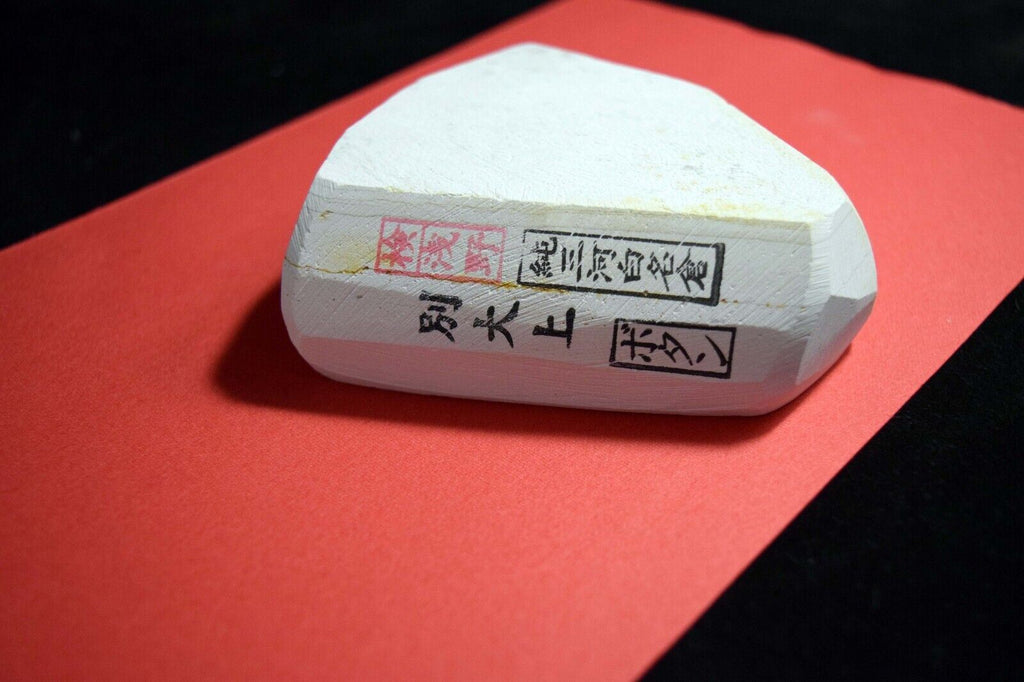 検浅野
純三河白名倉
別大上
ボタン